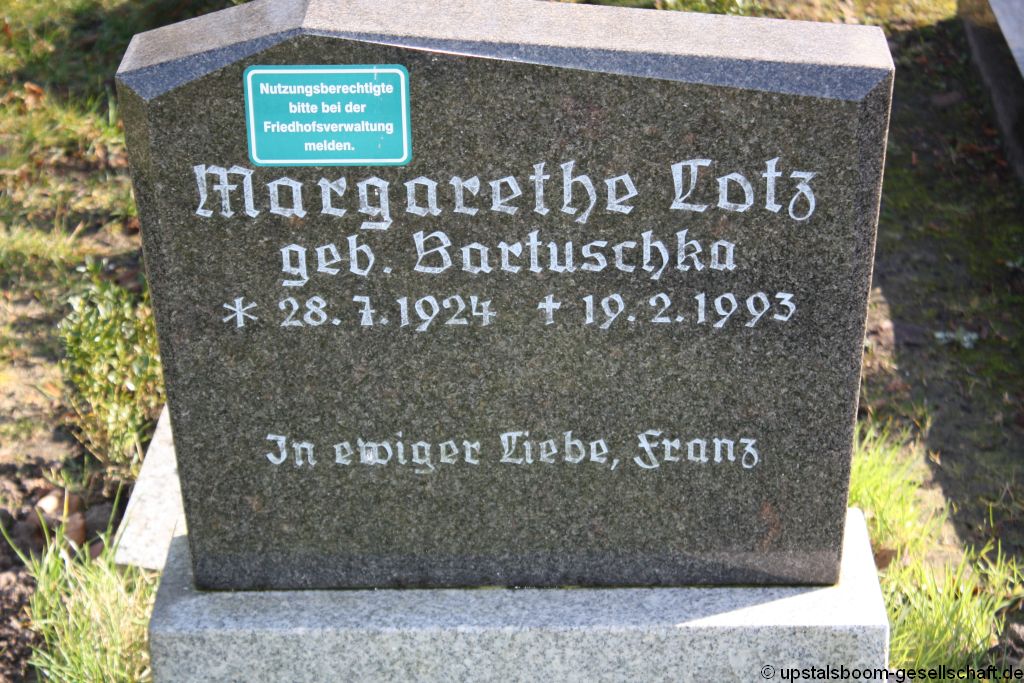 Nutzungsberechtigte
bitte bei der
Friedhofsverwaltung
melden.
Margarethe Lotz
geb. Bartuschka
* 28.7.1924 † 19.2.1993
In ewiger Liebe, Franz
© upstalsboom-gesellschaft.de